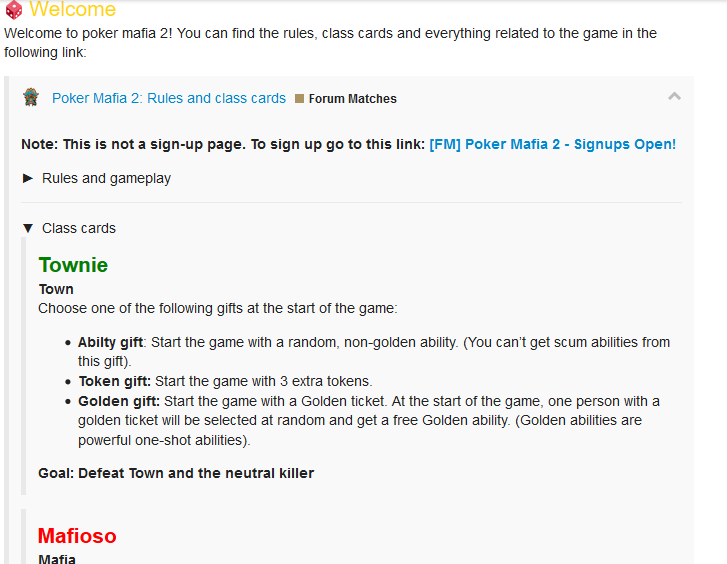 Welcome
Welcome to poker mafia 2! You can find the rules, class cards and everything related to the game in the
following link:
Poker Mafia 2: Rules and class cards Forum Matches
Note: This is not a sign-up page. To sign up go to this link: [FM] Poker Mafia 2 - Signups Open!
► Rules and gameplay
▼ Class cards
Townie
Town
Choose one of the following gifts at the start of the game:
• Abilty gift: Start the game with a random, non-golden ability. (You can’t get scum abilities from
this gift).
• Token gift: Start the game with 3 extra tokens.
• Golden gift: Start the game with a Golden ticket. At the start of the game, one person with a
golden ticket will be selected at random and get a free Golden ability. (Golden abilities are
powerful one-shot abilities).
Goal: Defeat Town and the neutral killer
Mafioso
Mafia